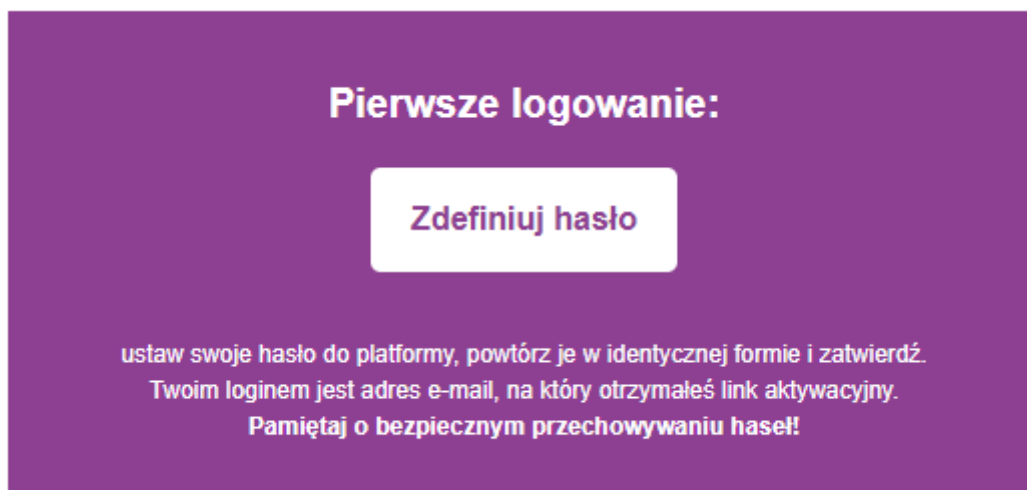 Pierwsze logowanie:
Zdefiniuj hasło
ustaw swoje hasło do platformy, powtórz je w identycznej formie i zatwierdź.
Twoim loginem jest adres e-mail, na który otrzymałeś link aktywacyjny.
Pamiętaj o bezpiecznym przechowywaniu haseł!